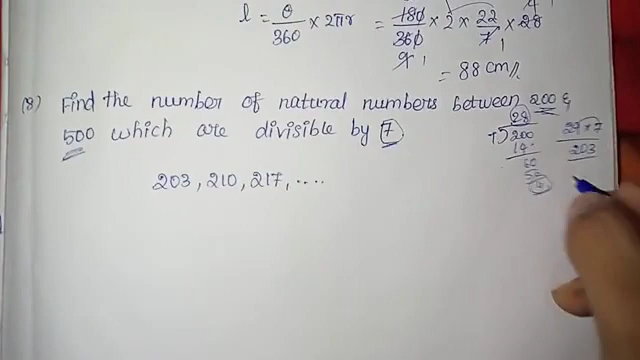 l = θ/360 × 2πr = 180/360 × 2 × 22/7 × 28
= 88 cm//
(8) Find the number of natural numbers between 200 &
500 which are divisible by 7
203, 210, 217, ....
28
7)200
14
60
56
4
29×7
203